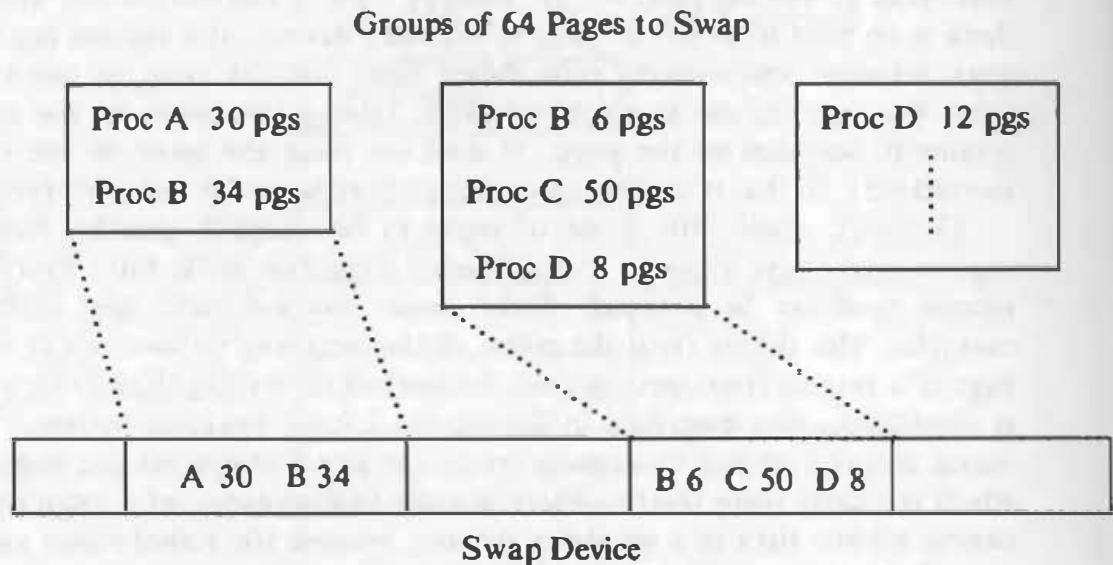 Groups of 64 Pages to Swap
Proc A 30 pgs
Proc B 34 pgs
Proc B 6 pgs
Proc C 50 pgs
Proc D 8 pgs
Proc D 12 pgs
A 30 B 34
B 6 C 50 D 8
Swap Device